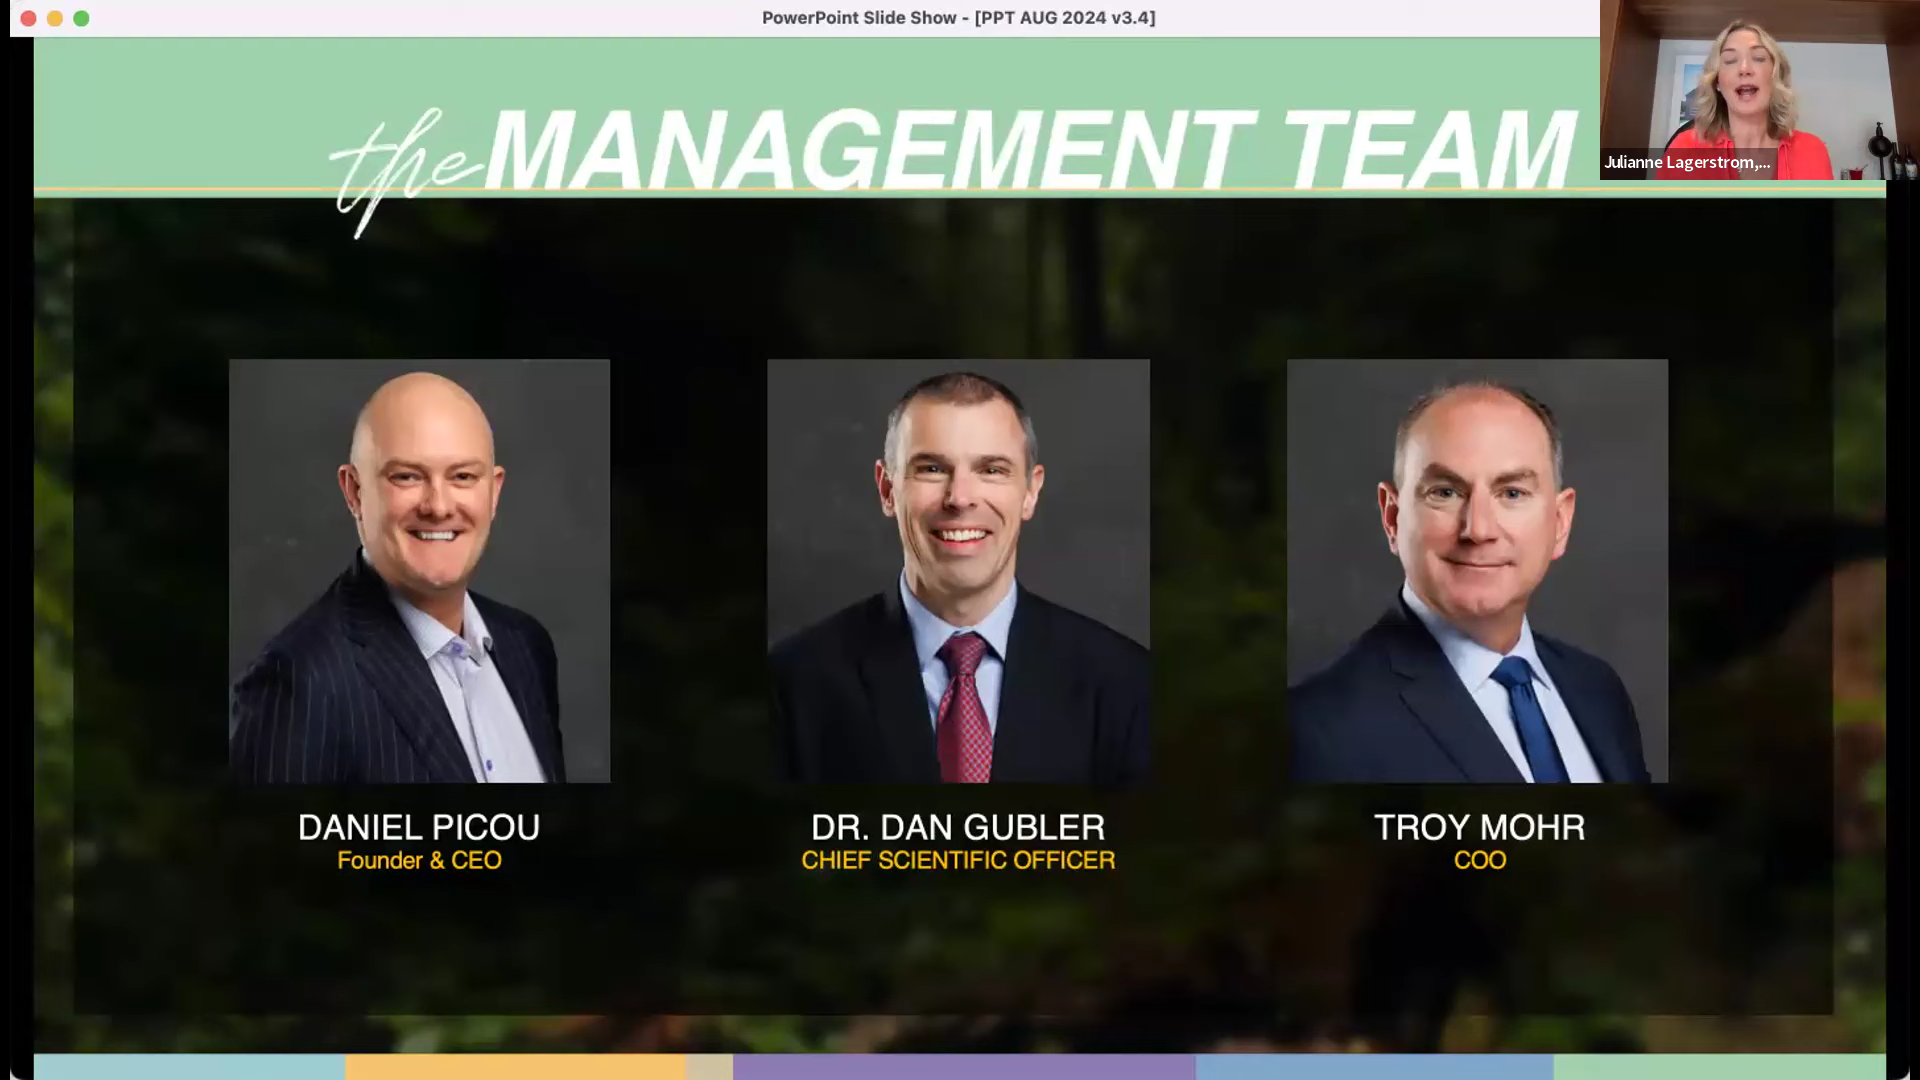 PowerPoint Slide Show - [PPT AUG 2024 v3.4]
the MANAGEMENT TEAM
Julianne Lagerstrom,...
DANIEL PICOU
Founder & CEO
DR. DAN GUBLER
CHIEF SCIENTIFIC OFFICER
TROY MOHR
COO